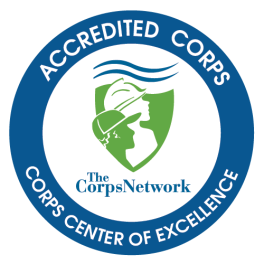 ACCREDITED CORPS
The
CorpsNetwork
CORPS CENTER OF EXCELLENCE